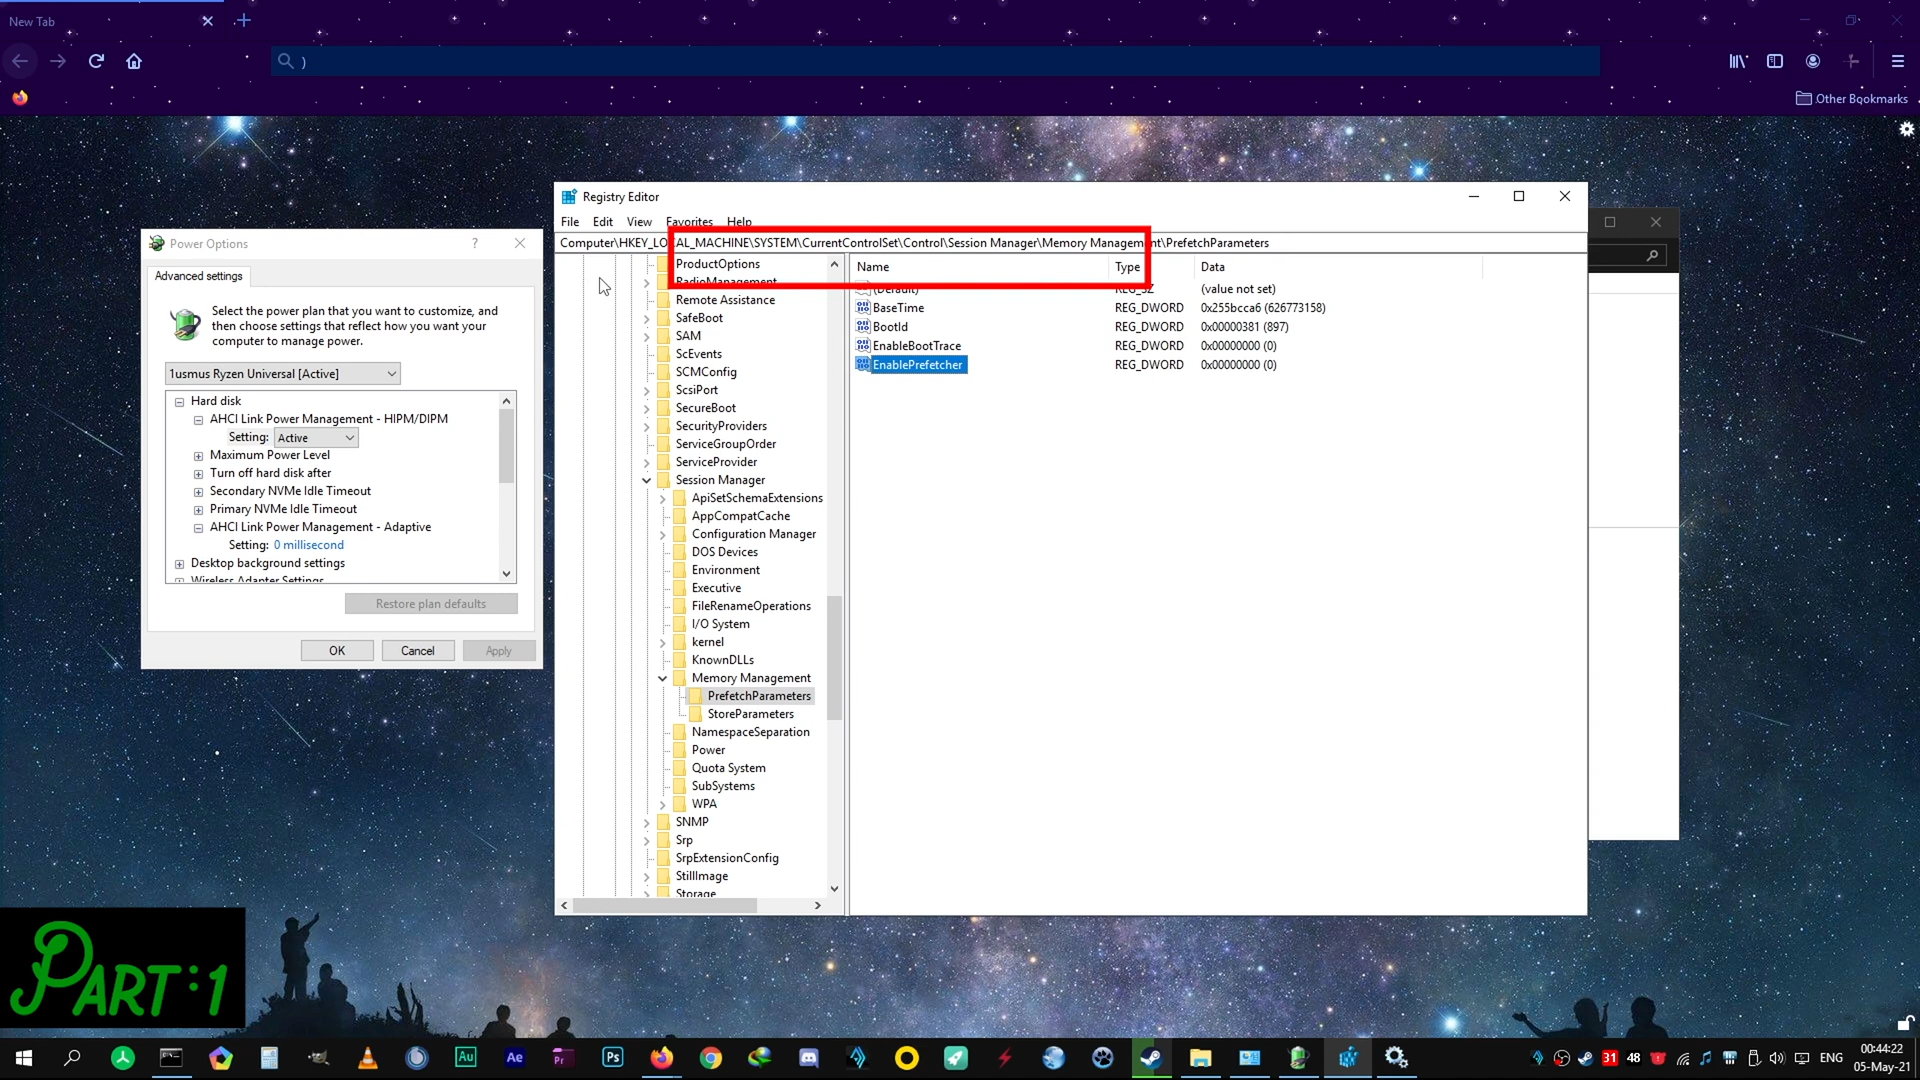 New Tab
)
Other Bookmarks
Registry Editor
File Edit View Favorites Help
Computer\HKEY_LOCAL_MACHINE\SYSTEM\CurrentControlSet\Control\Session Manager\Memory Management\PrefetchParameters
ProductOptions
RadioManagement
Remote Assistance
SafeBoot
SAM
ScEvents
SCMConfig
ScsiPort
SecureBoot
SecurityProviders
ServiceGroupOrder
ServiceProvider
Session Manager
ApiSetSchemaExtensions
AppCompatCache
Configuration Manager
DOS Devices
Environment
Executive
FileRenameOperations
I/O System
kernel
KnownDLLs
Memory Management
PrefetchParameters
StoreParameters
NamespaceSeparation
Power
Quota System
SubSystems
WPA
SNMP
Srp
SrpExtensionConfig
StillImage
Storage
Name Type Data
(Default) REG_SZ (value not set)
BaseTime REG_DWORD 0x255bcca6 (626773158)
BootId REG_DWORD 0x00000381 (897)
EnableBootTrace REG_DWORD 0x00000000 (0)
EnablePrefetcher REG_DWORD 0x00000000 (0)
Power Options ?
Advanced settings
Select the power plan that you want to customize, and
then choose settings that reflect how you want your
computer to manage power.
1usmus Ryzen Universal [Active]
Hard disk
AHCI Link Power Management - HIPM/DIPM
Setting: Active
Maximum Power Level
Turn off hard disk after
Secondary NVMe Idle Timeout
Primary NVMe Idle Timeout
AHCI Link Power Management - Adaptive
Setting: 0 millisecond
Desktop background settings
Wireless Adapter Settings
Restore plan defaults
OK Cancel Apply
PART:1
Au Ae Pr Ps
31 48 ENG
00:44:22
05-May-21